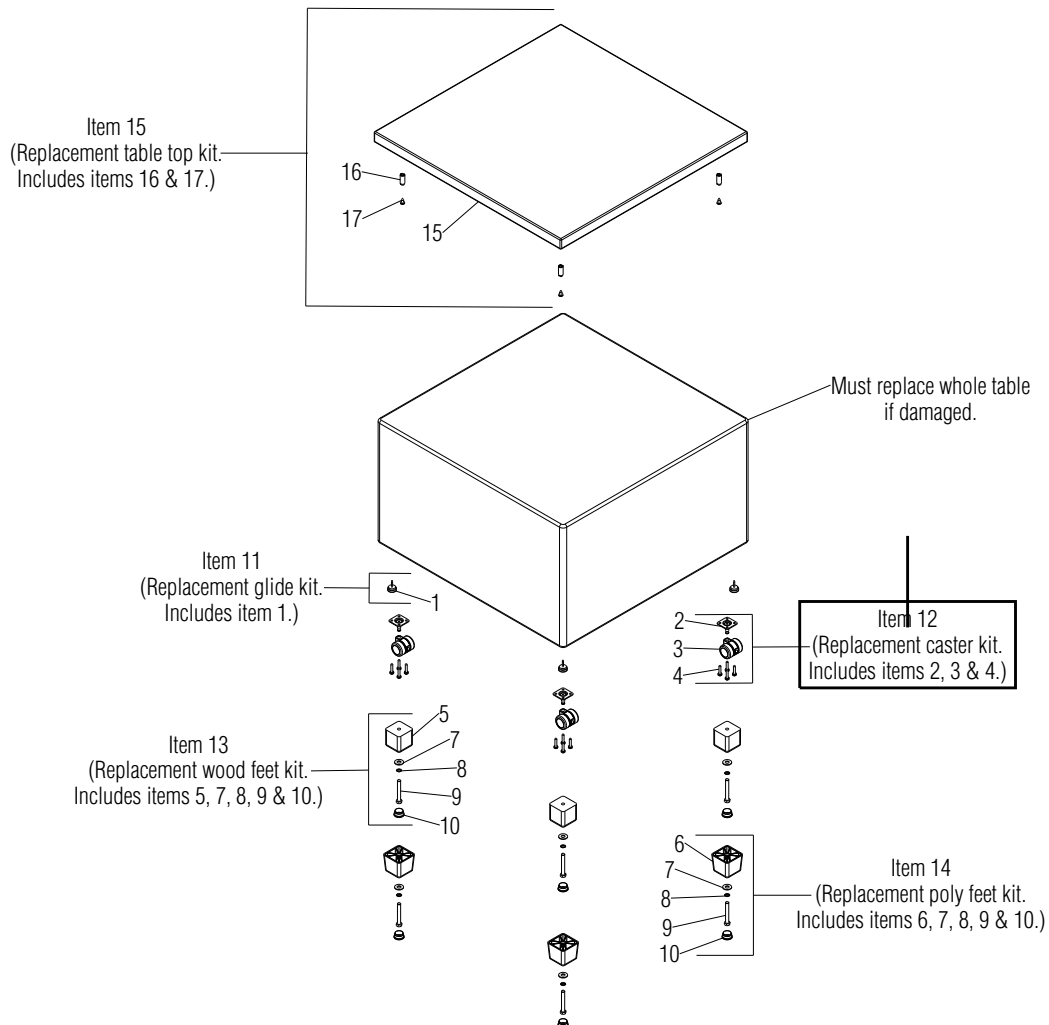 Item 15
(Replacement table top kit.
Includes items 16 & 17.)
16
17
15
Must replace whole table
if damaged.
Item 11
(Replacement glide kit.
Includes item 1.)
1
2
3
4
Item 12
(Replacement caster kit.
Includes items 2, 3 & 4.)
Item 13
(Replacement wood feet kit.
Includes items 5, 7, 8, 9 & 10.)
5
7
8
9
10
6
7
8
9
10
Item 14
(Replacement poly feet kit.
Includes items 6, 7, 8, 9 & 10.)